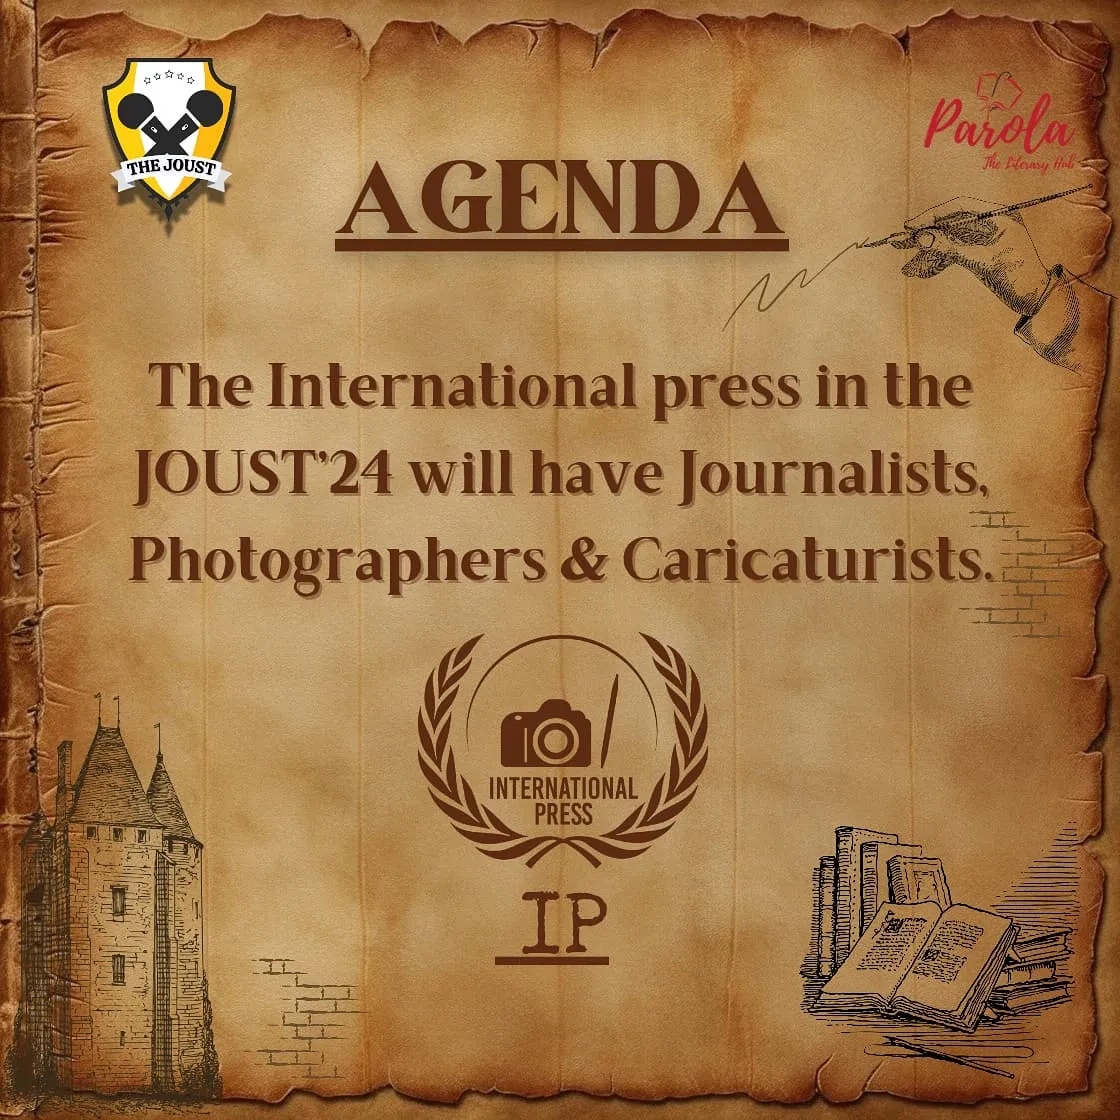 THE JOUST
Parola
The Literary Hub
AGENDA
The International press in the
JOUST’24 will have Journalists,
Photographers & Caricaturists.
INTERNATIONAL
PRESS
IP